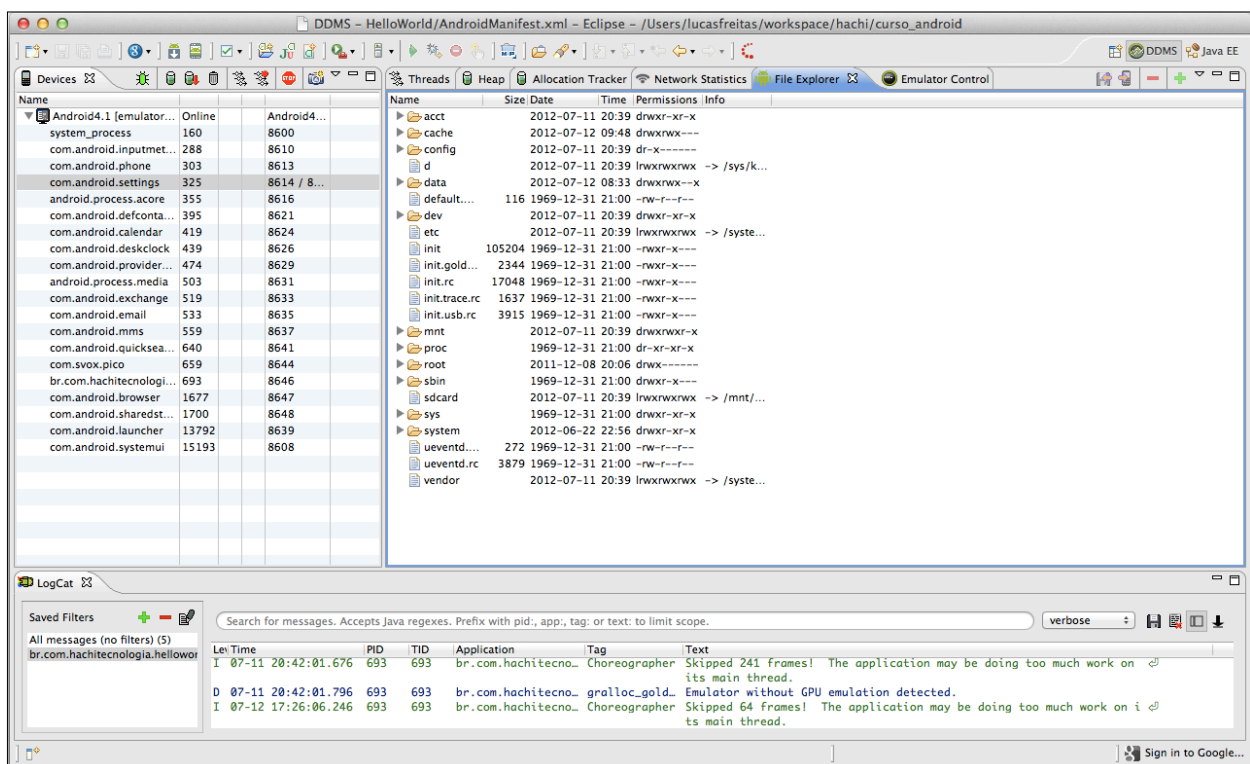 DDMS – HelloWorld/AndroidManifest.xml – Eclipse – /Users/lucasfreitas/workspace/hachi/curso_android
DDMS Java EE
Devices
Name
Android4.1 [emulator... Online Android4...
system_process 160 8600
com.android.inputmet... 288 8610
com.android.phone 303 8613
com.android.settings 325 8614 / 8...
android.process.acore 355 8616
com.android.defconta... 395 8621
com.android.calendar 419 8624
com.android.deskclock 439 8626
com.android.provider... 474 8629
android.process.media 503 8631
com.android.exchange 519 8633
com.android.email 533 8635
com.android.mms 559 8637
com.android.quicksea... 640 8641
com.svox.pico 659 8644
br.com.hachitecnologi... 693 8646
com.android.browser 1677 8647
com.android.sharedst... 1700 8648
com.android.launcher 13792 8639
com.android.systemui 15193 8608
Threads Heap Allocation Tracker Network Statistics File Explorer Emulator Control
Name Size Date Time Permissions Info
acct 2012-07-11 20:39 drwxr-xr-x
cache 2012-07-12 09:48 drwxrwx---
config 2012-07-11 20:39 dr-x------
d 2012-07-11 20:39 lrwxrwxrwx -> /sys/k...
data 2012-07-12 08:33 drwxrwx--x
default.... 116 1969-12-31 21:00 -rw-r--r--
dev 2012-07-11 20:39 drwxr-xr-x
etc 2012-07-11 20:39 lrwxrwxrwx -> /syste...
init 105204 1969-12-31 21:00 -rwxr-x---
init.gold... 2344 1969-12-31 21:00 -rwxr-x---
init.rc 17048 1969-12-31 21:00 -rwxr-x---
init.trace.rc 1637 1969-12-31 21:00 -rwxr-x---
init.usb.rc 3915 1969-12-31 21:00 -rwxr-x---
mnt 2012-07-11 20:39 drwxrwxr-x
proc 1969-12-31 21:00 dr-xr-xr-x
root 2011-12-08 20:06 drwx------
sbin 1969-12-31 21:00 drwxr-x---
sdcard 2012-07-11 20:39 lrwxrwxrwx -> /mnt/...
sys 1969-12-31 21:00 drwxr-xr-x
system 2012-06-22 22:56 drwxr-xr-x
ueventd.... 272 1969-12-31 21:00 -rw-r--r--
ueventd.rc 3879 1969-12-31 21:00 -rw-r--r--
vendor 2012-07-11 20:39 lrwxrwxrwx -> /syste...
LogCat
Saved Filters
All messages (no filters) (5)
br.com.hachitecnologia.hellowor
Search for messages. Accepts Java regexes. Prefix with pid:, app:, tag: or text: to limit scope.
verbose
Lev Time PID TID Application Tag Text
I 07-11 20:42:01.676 693 693 br.com.hachitecno… Choreographer Skipped 241 frames! The application may be doing too much work on
its main thread.
D 07-11 20:42:01.796 693 693 br.com.hachitecno… gralloc_gold… Emulator without GPU emulation detected.
I 07-12 17:26:06.246 693 693 br.com.hachitecno… Choreographer Skipped 64 frames! The application may be doing too much work on i
ts main thread.
Sign in to Google...